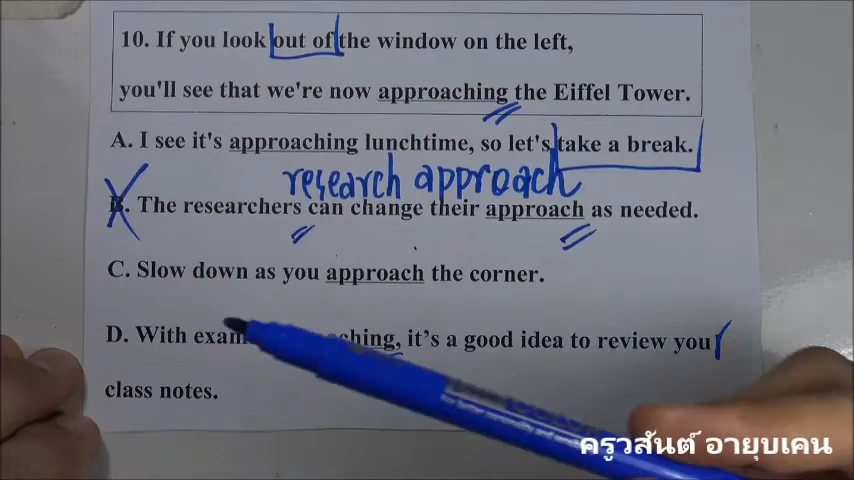 10. If you look out of the window on the left,
you'll see that we're now approaching the Eiffel Tower.
A. I see it's approaching lunchtime, so let's take a break.
research approach
B. The researchers can change their approach as needed.
C. Slow down as you approach the corner.
D. With it's a good idea to review your
class notes.
ครูวสันต์ อายุบเคน